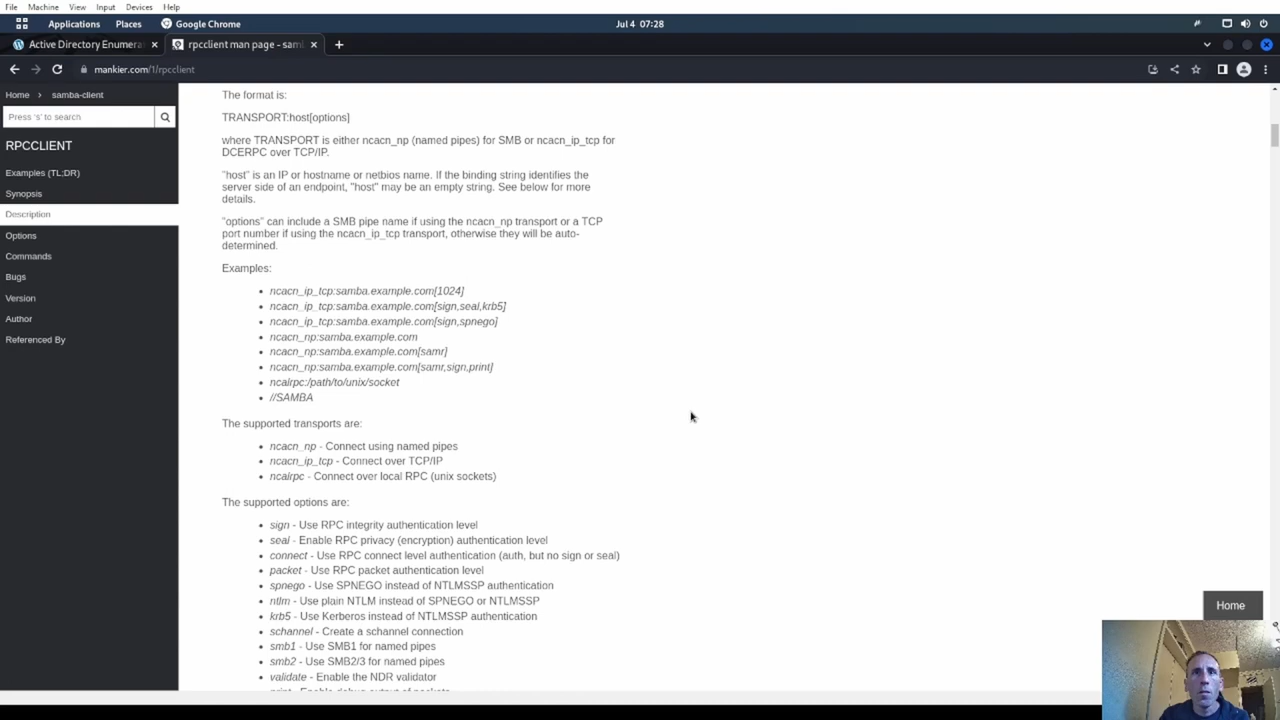 File Machine View Input Devices Help
Applications Places Google Chrome Jul 4 07:28
Active Directory Enumera rpcclient man page - sam
mankier.com/1/rpcclient
Home > samba-client
Press 's' to search
RPCCLIENT
Examples (TL;DR)
Synopsis
Description
Options
Commands
Bugs
Version
Author
Referenced By
The format is:
TRANSPORT:host[options]
where TRANSPORT is either ncacn_np (named pipes) for SMB or ncacn_ip_tcp for
DCERPC over TCP/IP.
"host" is an IP or hostname or netbios name. If the binding string identifies the
server side of an endpoint, "host" may be an empty string. See below for more
details.
"options" can include a SMB pipe name if using the ncacn_np transport or a TCP
port number if using the ncacn_ip_tcp transport, otherwise they will be auto-
determined.
Examples:
• ncacn_ip_tcp:samba.example.com[1024]
• ncacn_ip_tcp:samba.example.com[sign,seal,krb5]
• ncacn_ip_tcp:samba.example.com[sign,spnego]
• ncacn_np:samba.example.com
• ncacn_np:samba.example.com[samr]
• ncacn_np:samba.example.com[samr,sign,print]
• ncalrpc:/path/to/unix/socket
• //SAMBA
The supported transports are:
• ncacn_np - Connect using named pipes
• ncacn_ip_tcp - Connect over TCP/IP
• ncalrpc - Connect over local RPC (unix sockets)
The supported options are:
• sign - Use RPC integrity authentication level
• seal - Enable RPC privacy (encryption) authentication level
• connect - Use RPC connect level authentication (auth, but no sign or seal)
• packet - Use RPC packet authentication level
• spnego - Use SPNEGO instead of NTLMSSP authentication
• ntlm - Use plain NTLM instead of SPNEGO or NTLMSSP
• krb5 - Use Kerberos instead of NTLMSSP authentication
• schannel - Create a schannel connection
• smb1 - Use SMB1 for named pipes
• smb2 - Use SMB2/3 for named pipes
• validate - Enable the NDR validator
Home